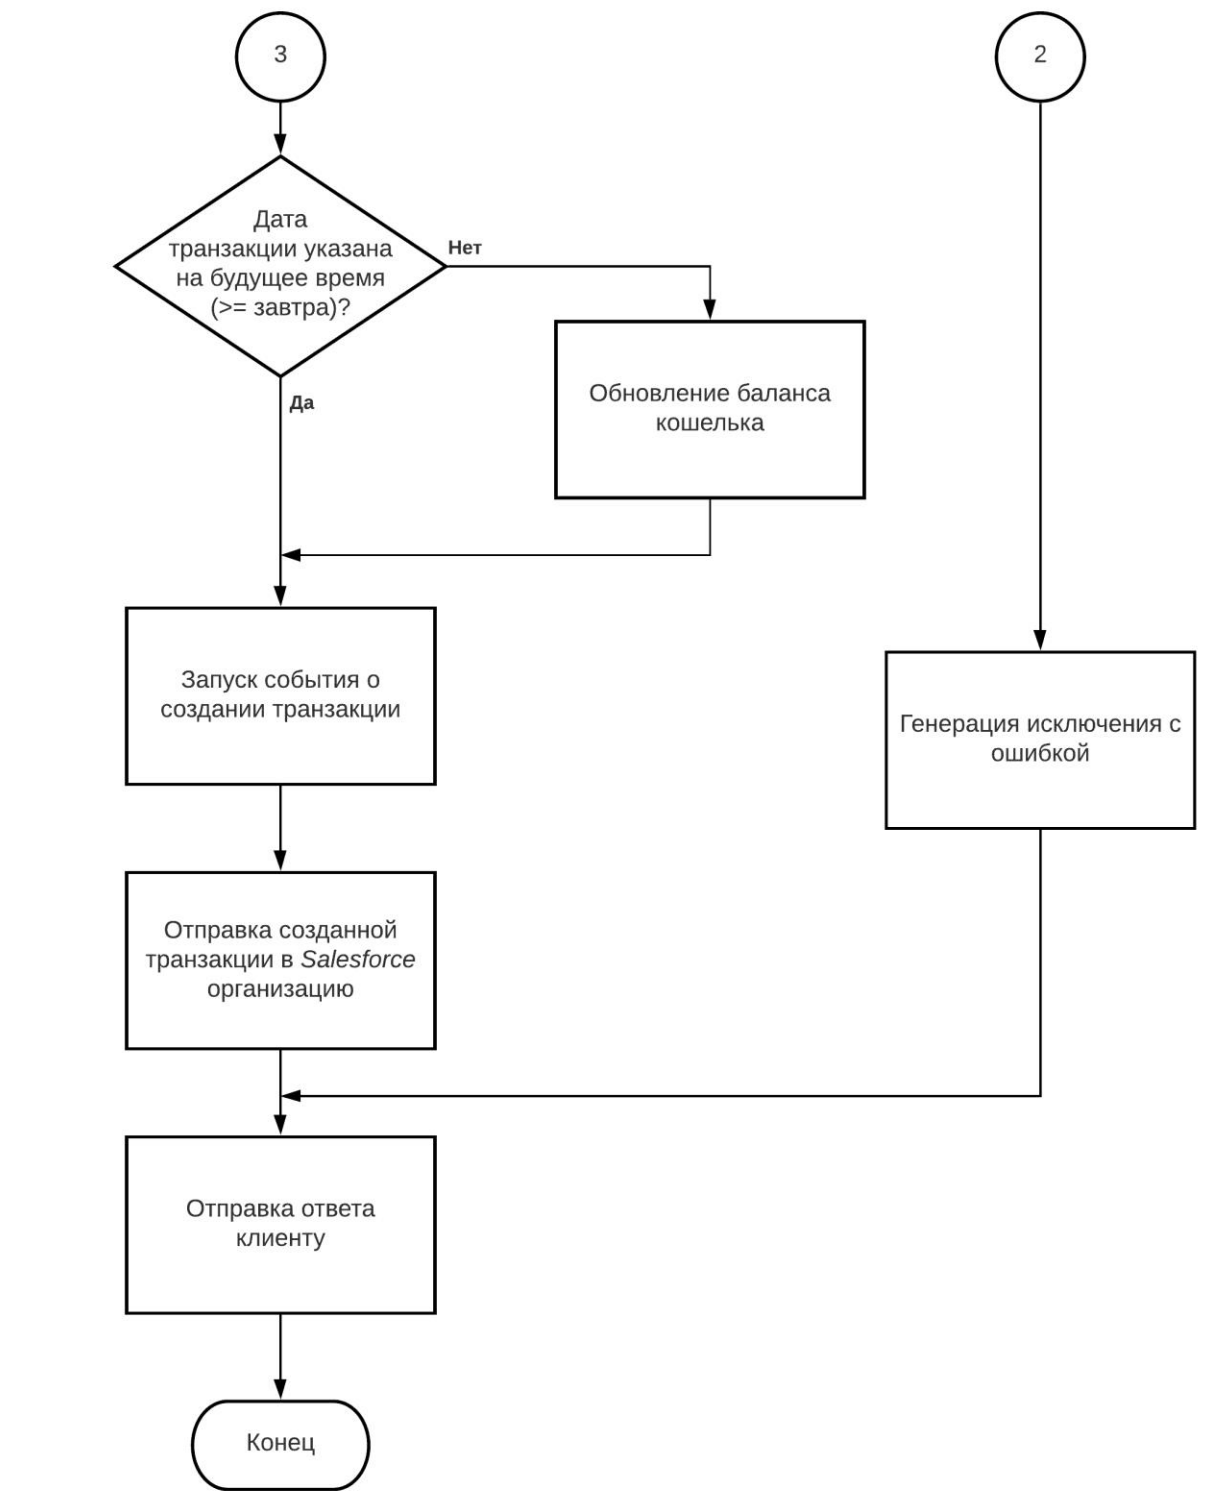 3
2
Дата
транзакции указана
на будущее время
(>= завтра)?
Нет
Да
Обновление баланса
кошелька
Запуск события о
создании транзакции
Генерация исключения с
ошибкой
Отправка созданной
транзакции в Salesforce
организацию
Отправка ответа
клиенту
Конец